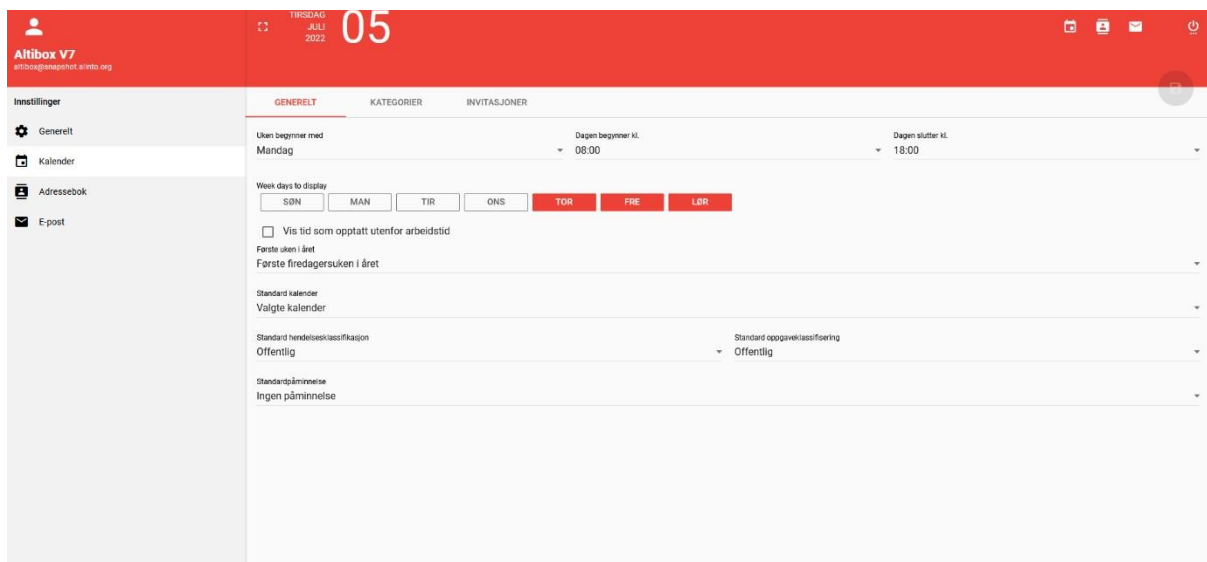 TIRSDAG
JULI
2022
05
Altibox V7
altibox@snapshot.alinto.org
Innstillinger
Generelt
Kalender
Adressebok
E-post
GENERELT KATEGORIER INVITASJONER
Uken begynner med Dagen begynner kl. Dagen slutter kl.
Mandag 08:00 18:00
Week days to display
SØN MAN TIR ONS TOR FRE LØR
Vis tid som opptatt utenfor arbeidstid
Første uken i året
Første firedagersuken i året
Standard kalender
Valgte kalender
Standard hendelsesklassifikasjon Standard oppgaveklassifisering
Offentlig Offentlig
Standardpåminnelse
Ingen påminnelse